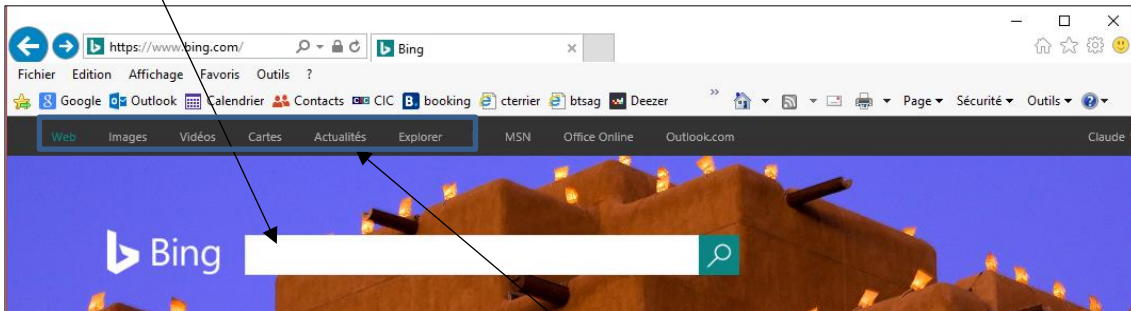 https://www.bing.com/
Bing
Fichier Edition Affichage Favoris Outils ?
Google Outlook Calendrier Contacts CIC booking cterrier btsag Deezer » Page Sécurité Outils
Web Images Vidéos Cartes Actualités Explorer MSN Office Online Outlook.com Claude
Bing